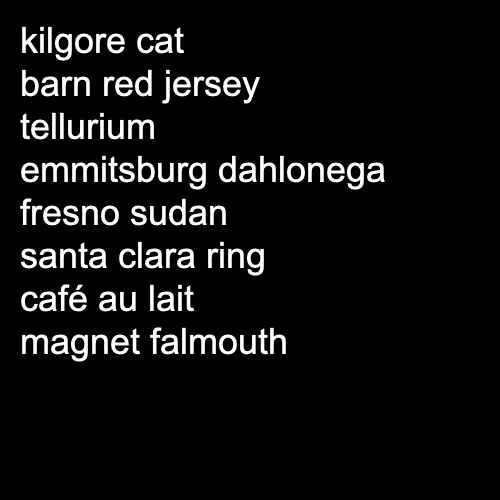 kilgore cat
barn red jersey
tellurium
emmitsburg dahlonega
fresno sudan
santa clara ring
café au lait
magnet falmouth